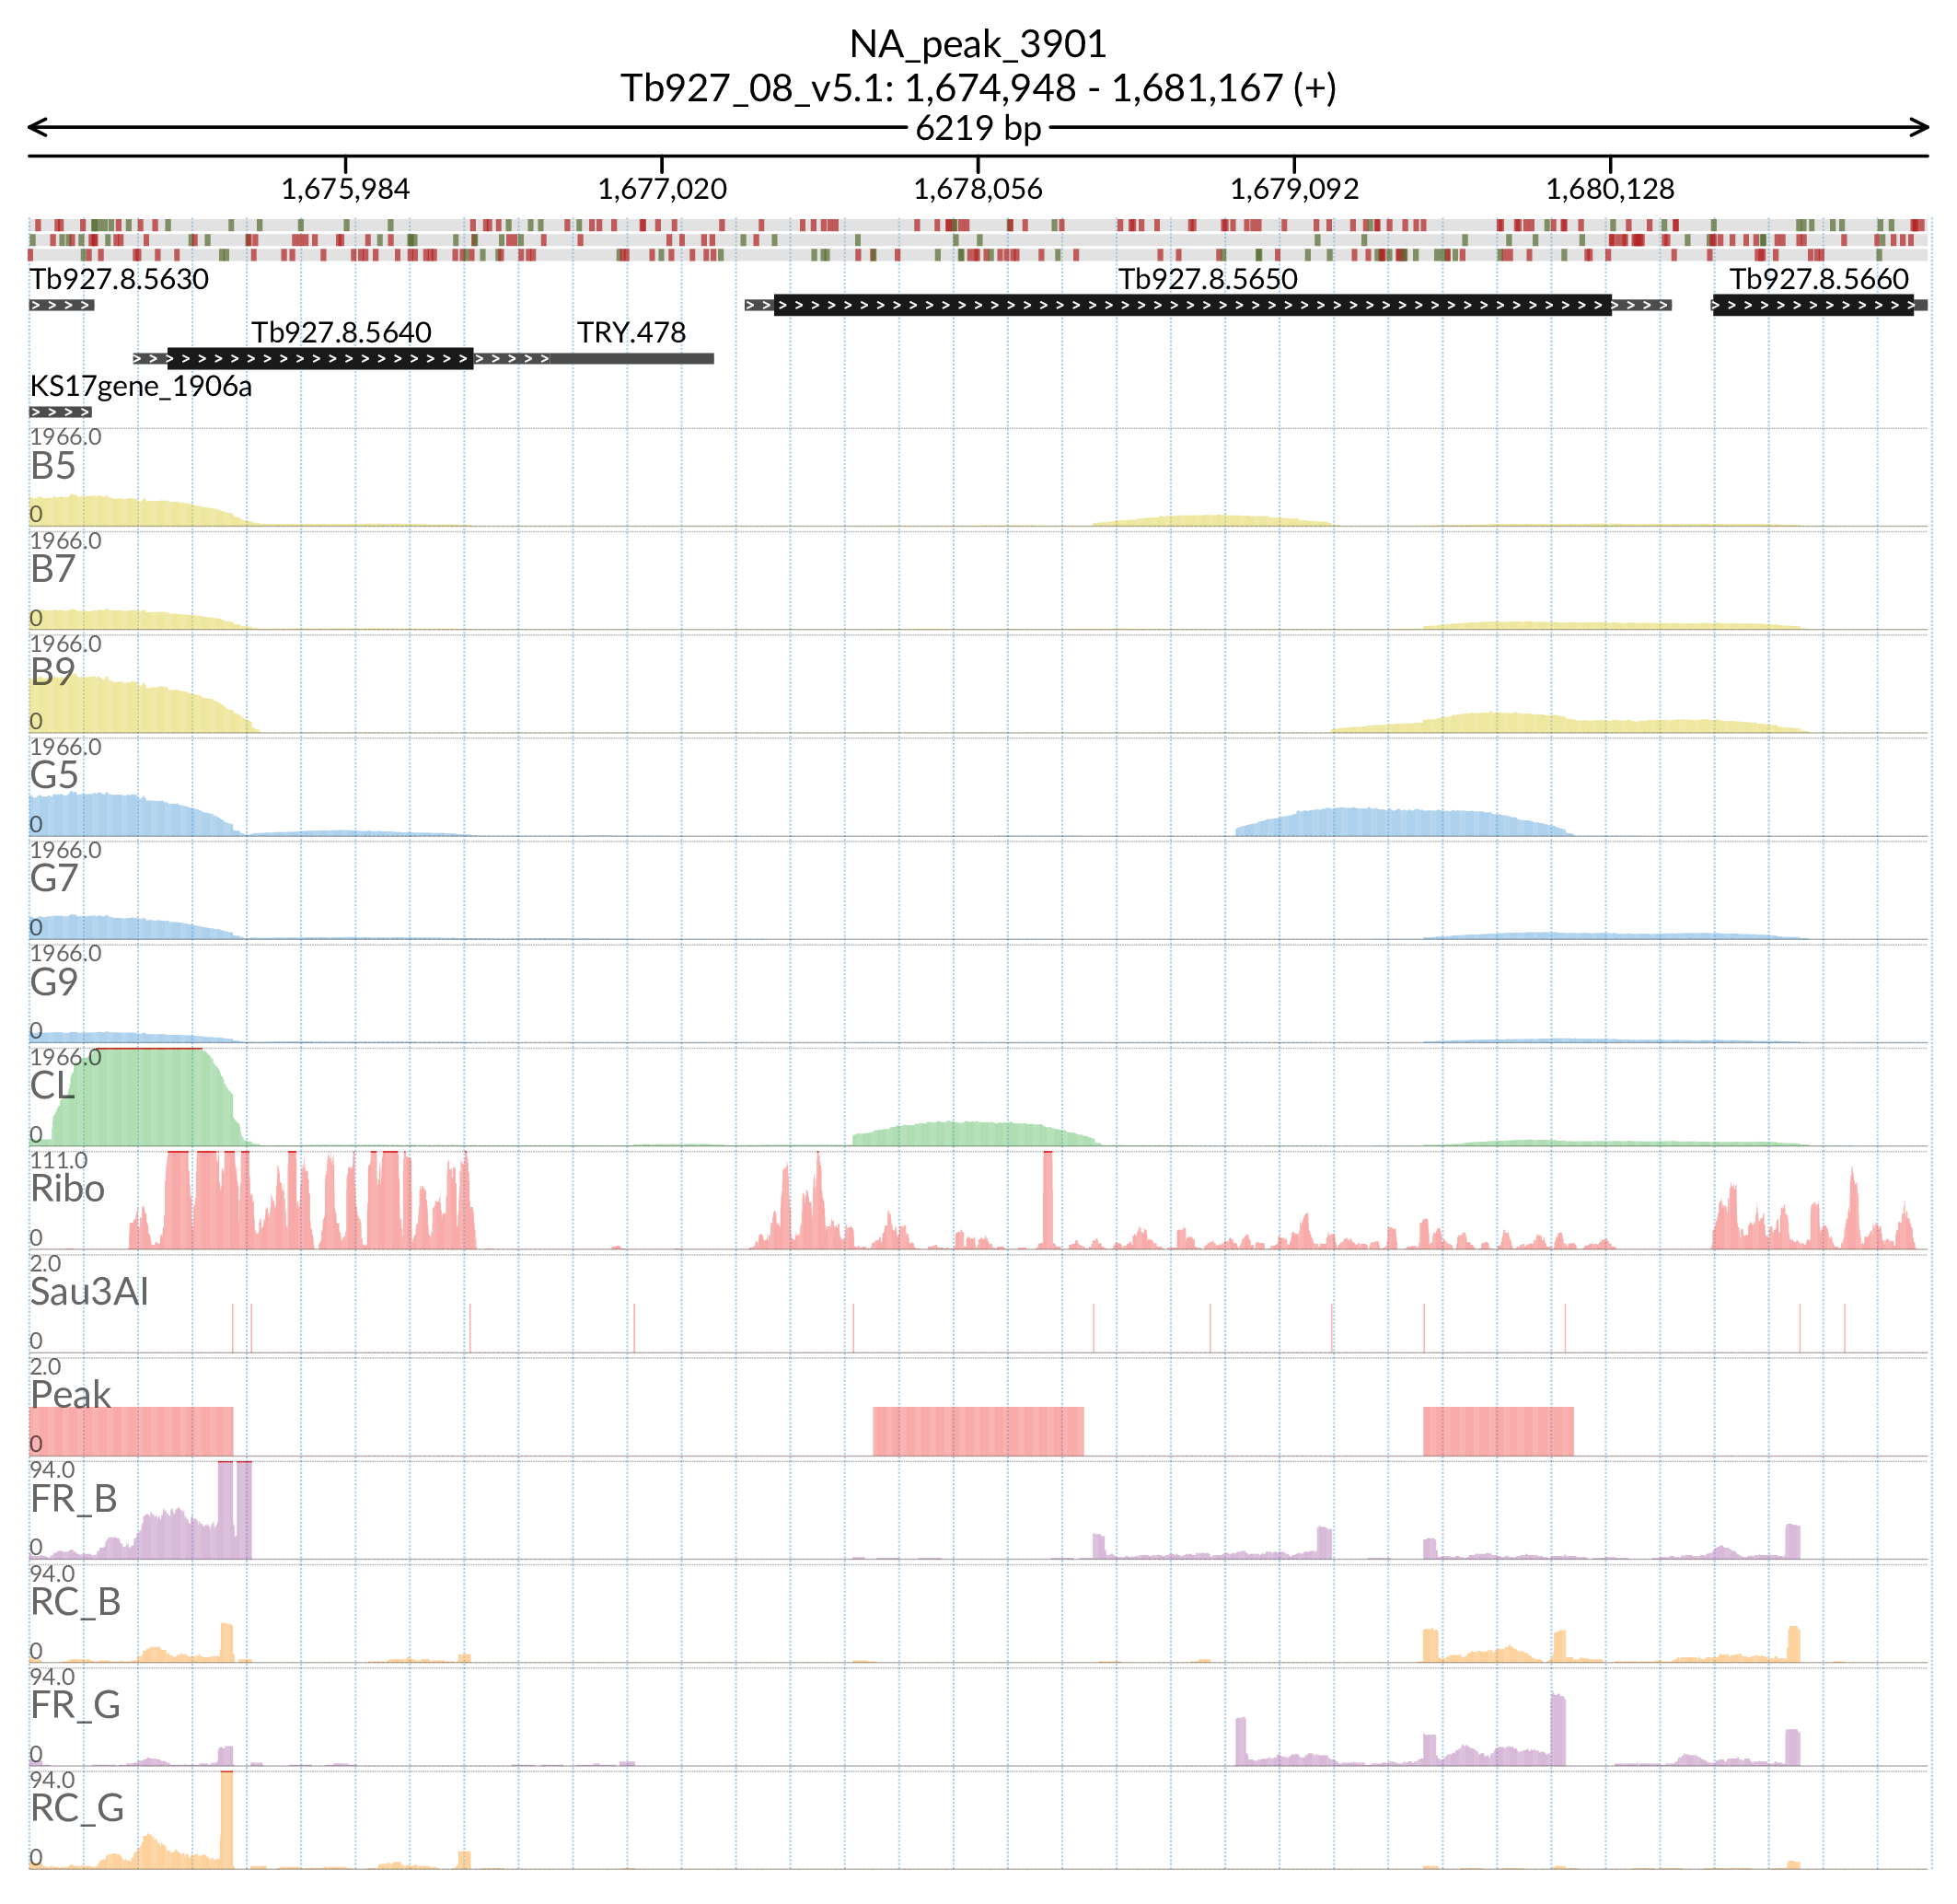 NA_peak_3901
Tb927_08_v5.1: 1,674,948 - 1,681,167 (+)
6219 bp
1,675,984 1,677,020 1,678,056 1,679,092 1,680,128
Tb927.8.5630 Tb927.8.5650 Tb927.8.5660
Tb927.8.5640 TRY.478
KS17gene_1906a
1966.0
B5
0
1966.0
B7
0
1966.0
B9
0
1966.0
G5
0
1966.0
G7
0
1966.0
G9
0
1966.0
CL
0
111.0
Ribo
0
2.0
Sau3AI
0
2.0
Peak
0
94.0
FR_B
0
94.0
RC_B
0
94.0
FR_G
0
94.0
RC_G
0